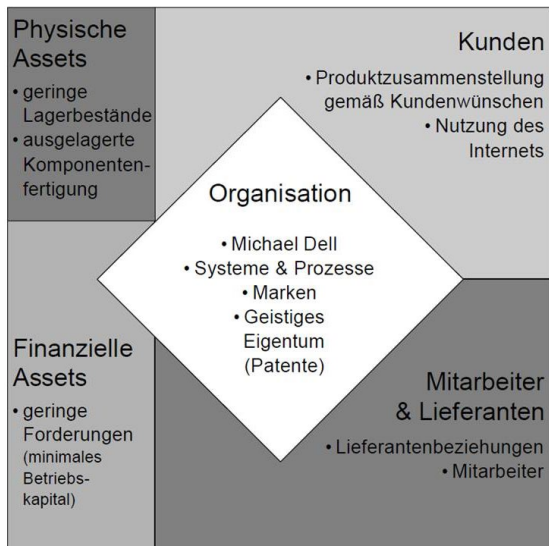 Physische
Assets
• geringe
Lagerbestände
• ausgelagerte
Komponenten-
fertigung
Kunden
• Produktzusammenstellung
gemäß Kundenwünschen
• Nutzung des
Internets
Organisation
• Michael Dell
• Systeme & Prozesse
• Marken
• Geistiges
Eigentum
(Patente)
Finanzielle
Assets
• geringe
Forderungen
(minimales
Betriebs-
kapital)
Mitarbeiter
& Lieferanten
• Lieferantenbeziehungen
• Mitarbeiter